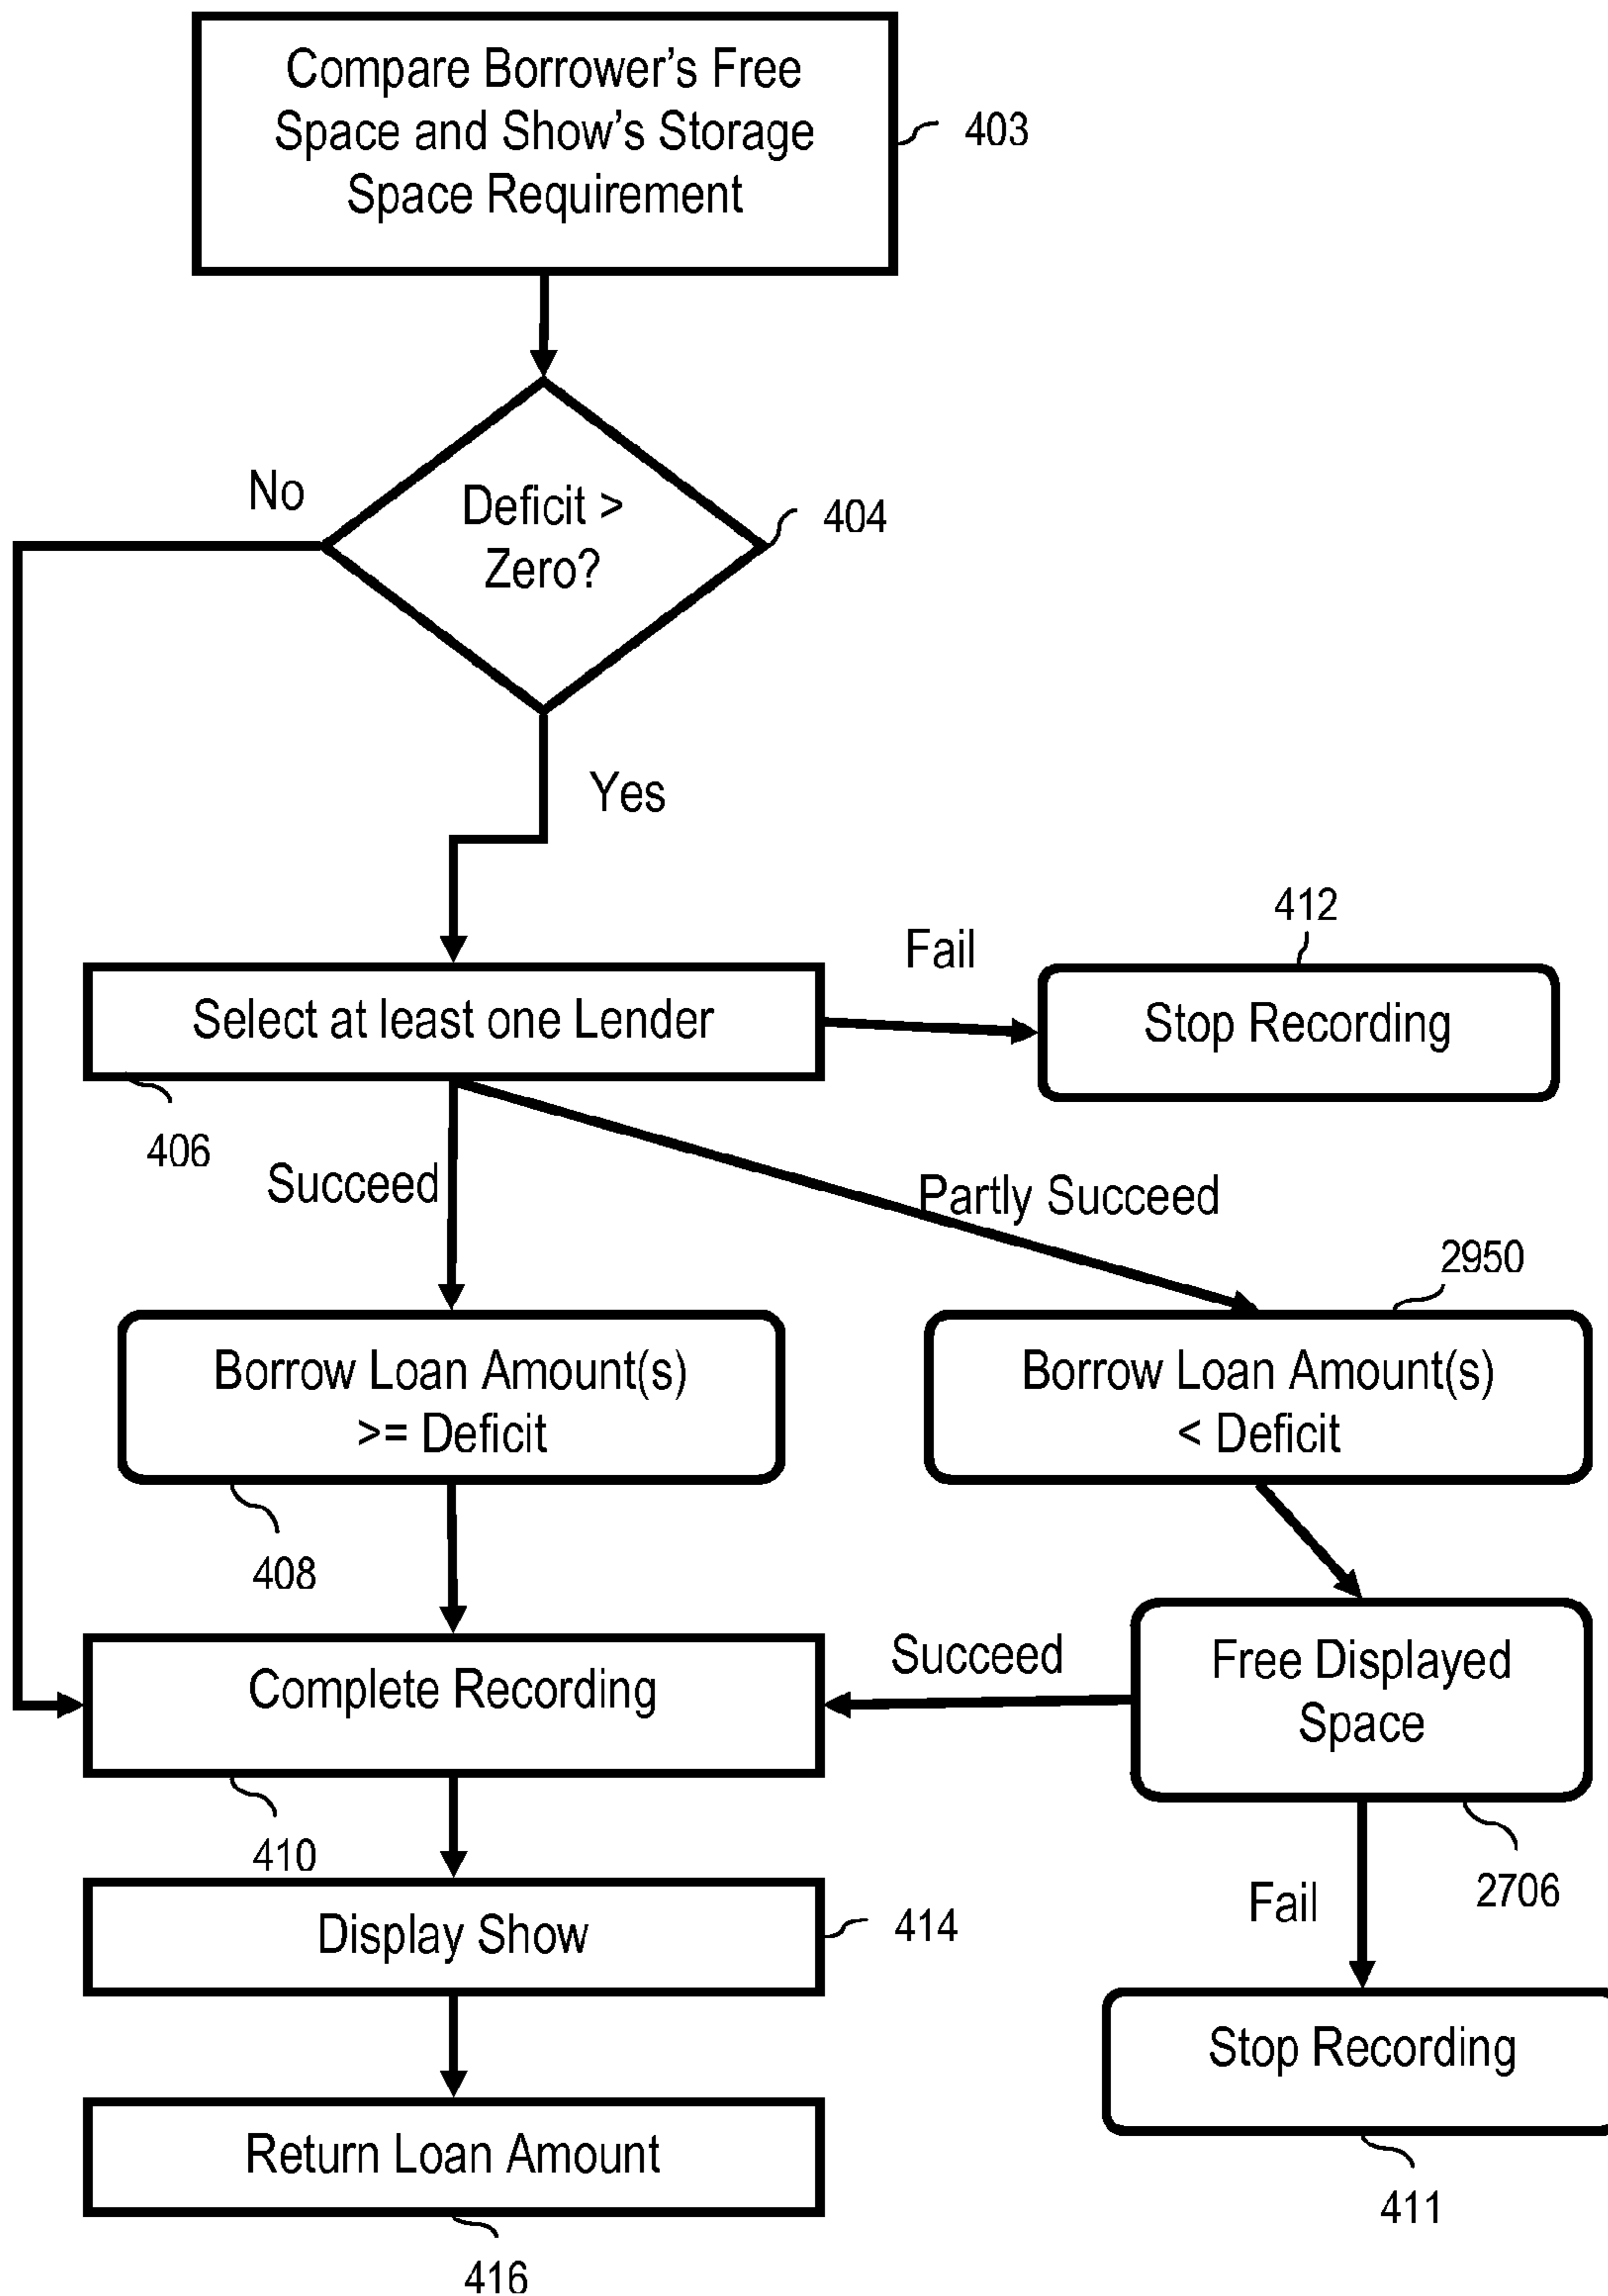 Compare Borrower's Free
Space and Show's Storage
Space Requirement
403
No
Deficit >
Zero?
404
Yes
412
Fail
Select at least one Lender
Stop Recording
406
Succeed
Partly Succeed
2950
Borrow Loan Amount(s)
>= Deficit
Borrow Loan Amount(s)
< Deficit
408
Complete Recording
Succeed
Free Displayed
Space
410
2706
Fail
Display Show
414
Stop Recording
Return Loan Amount
411
416